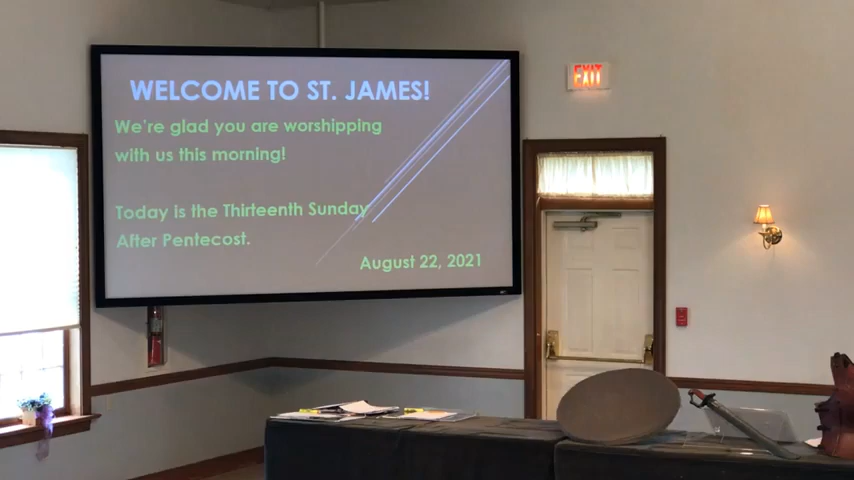 WELCOME TO ST. JAMES!
We're glad you are worshipping
with us this morning!
Today is the Thirteenth Sunday
After Pentecost.
August 22, 2021
EXIT